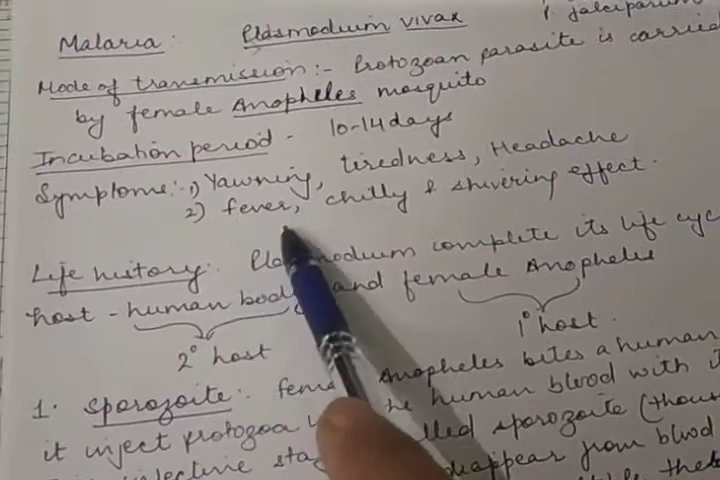 Malaria : Plasmodium vivax
Mode of transmission :- Protozoan parasite is carried
by female Anopheles mosquito
Incubation period - 10-14 days
Symptoms :- 1) Yawning, tiredness, Headache
2) fever, chilly & shivering effect.
Life history : Plasmodium complete its life
host - human body and female Anopheles
2° host 1° host.
1. Sporozoite :- female Anopheles bites a human
it inject protozoa human blood with
called sporozoite
disappear from blood